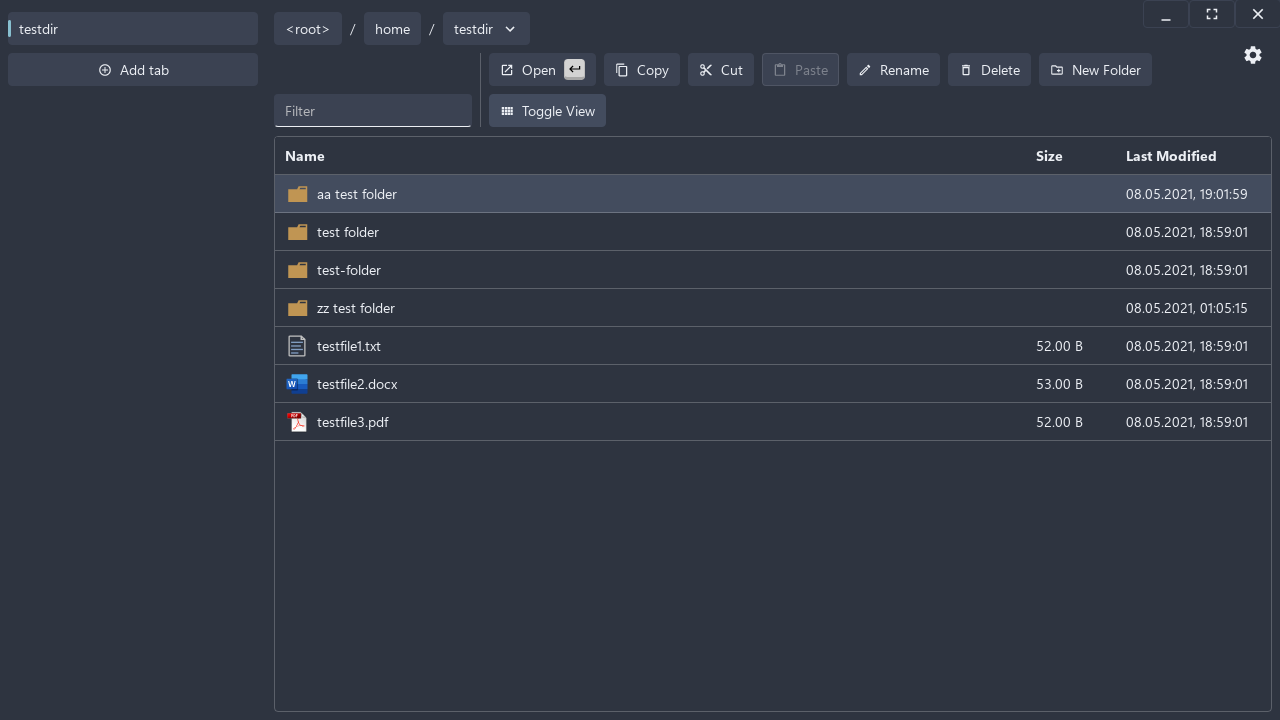 testdir
Add tab
<root> / home / testdir
Open Copy Cut Paste Rename Delete New Folder
Filter Toggle View
Name Size Last Modified
aa test folder 08.05.2021, 19:01:59
test folder 08.05.2021, 18:59:01
test-folder 08.05.2021, 18:59:01
zz test folder 08.05.2021, 01:05:15
testfile1.txt 52.00 B 08.05.2021, 18:59:01
W testfile2.docx 53.00 B 08.05.2021, 18:59:01
PDF testfile3.pdf 52.00 B 08.05.2021, 18:59:01